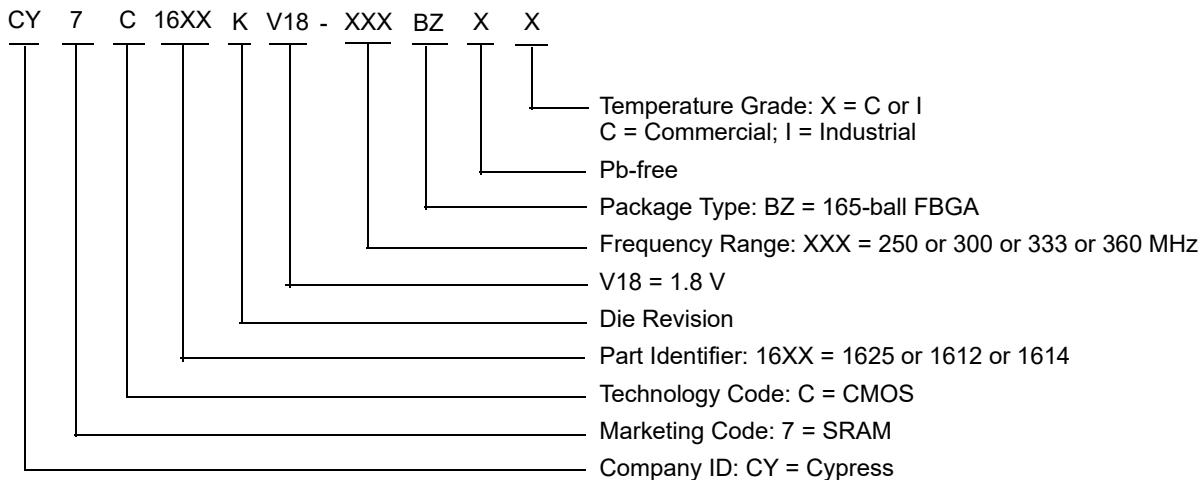 CY 7 C 16XX K V18 - XXX BZ X X
Temperature Grade: X = C or I
C = Commercial; I = Industrial
Pb-free
Package Type: BZ = 165-ball FBGA
Frequency Range: XXX = 250 or 300 or 333 or 360 MHz
V18 = 1.8 V
Die Revision
Part Identifier: 16XX = 1625 or 1612 or 1614
Technology Code: C = CMOS
Marketing Code: 7 = SRAM
Company ID: CY = Cypress